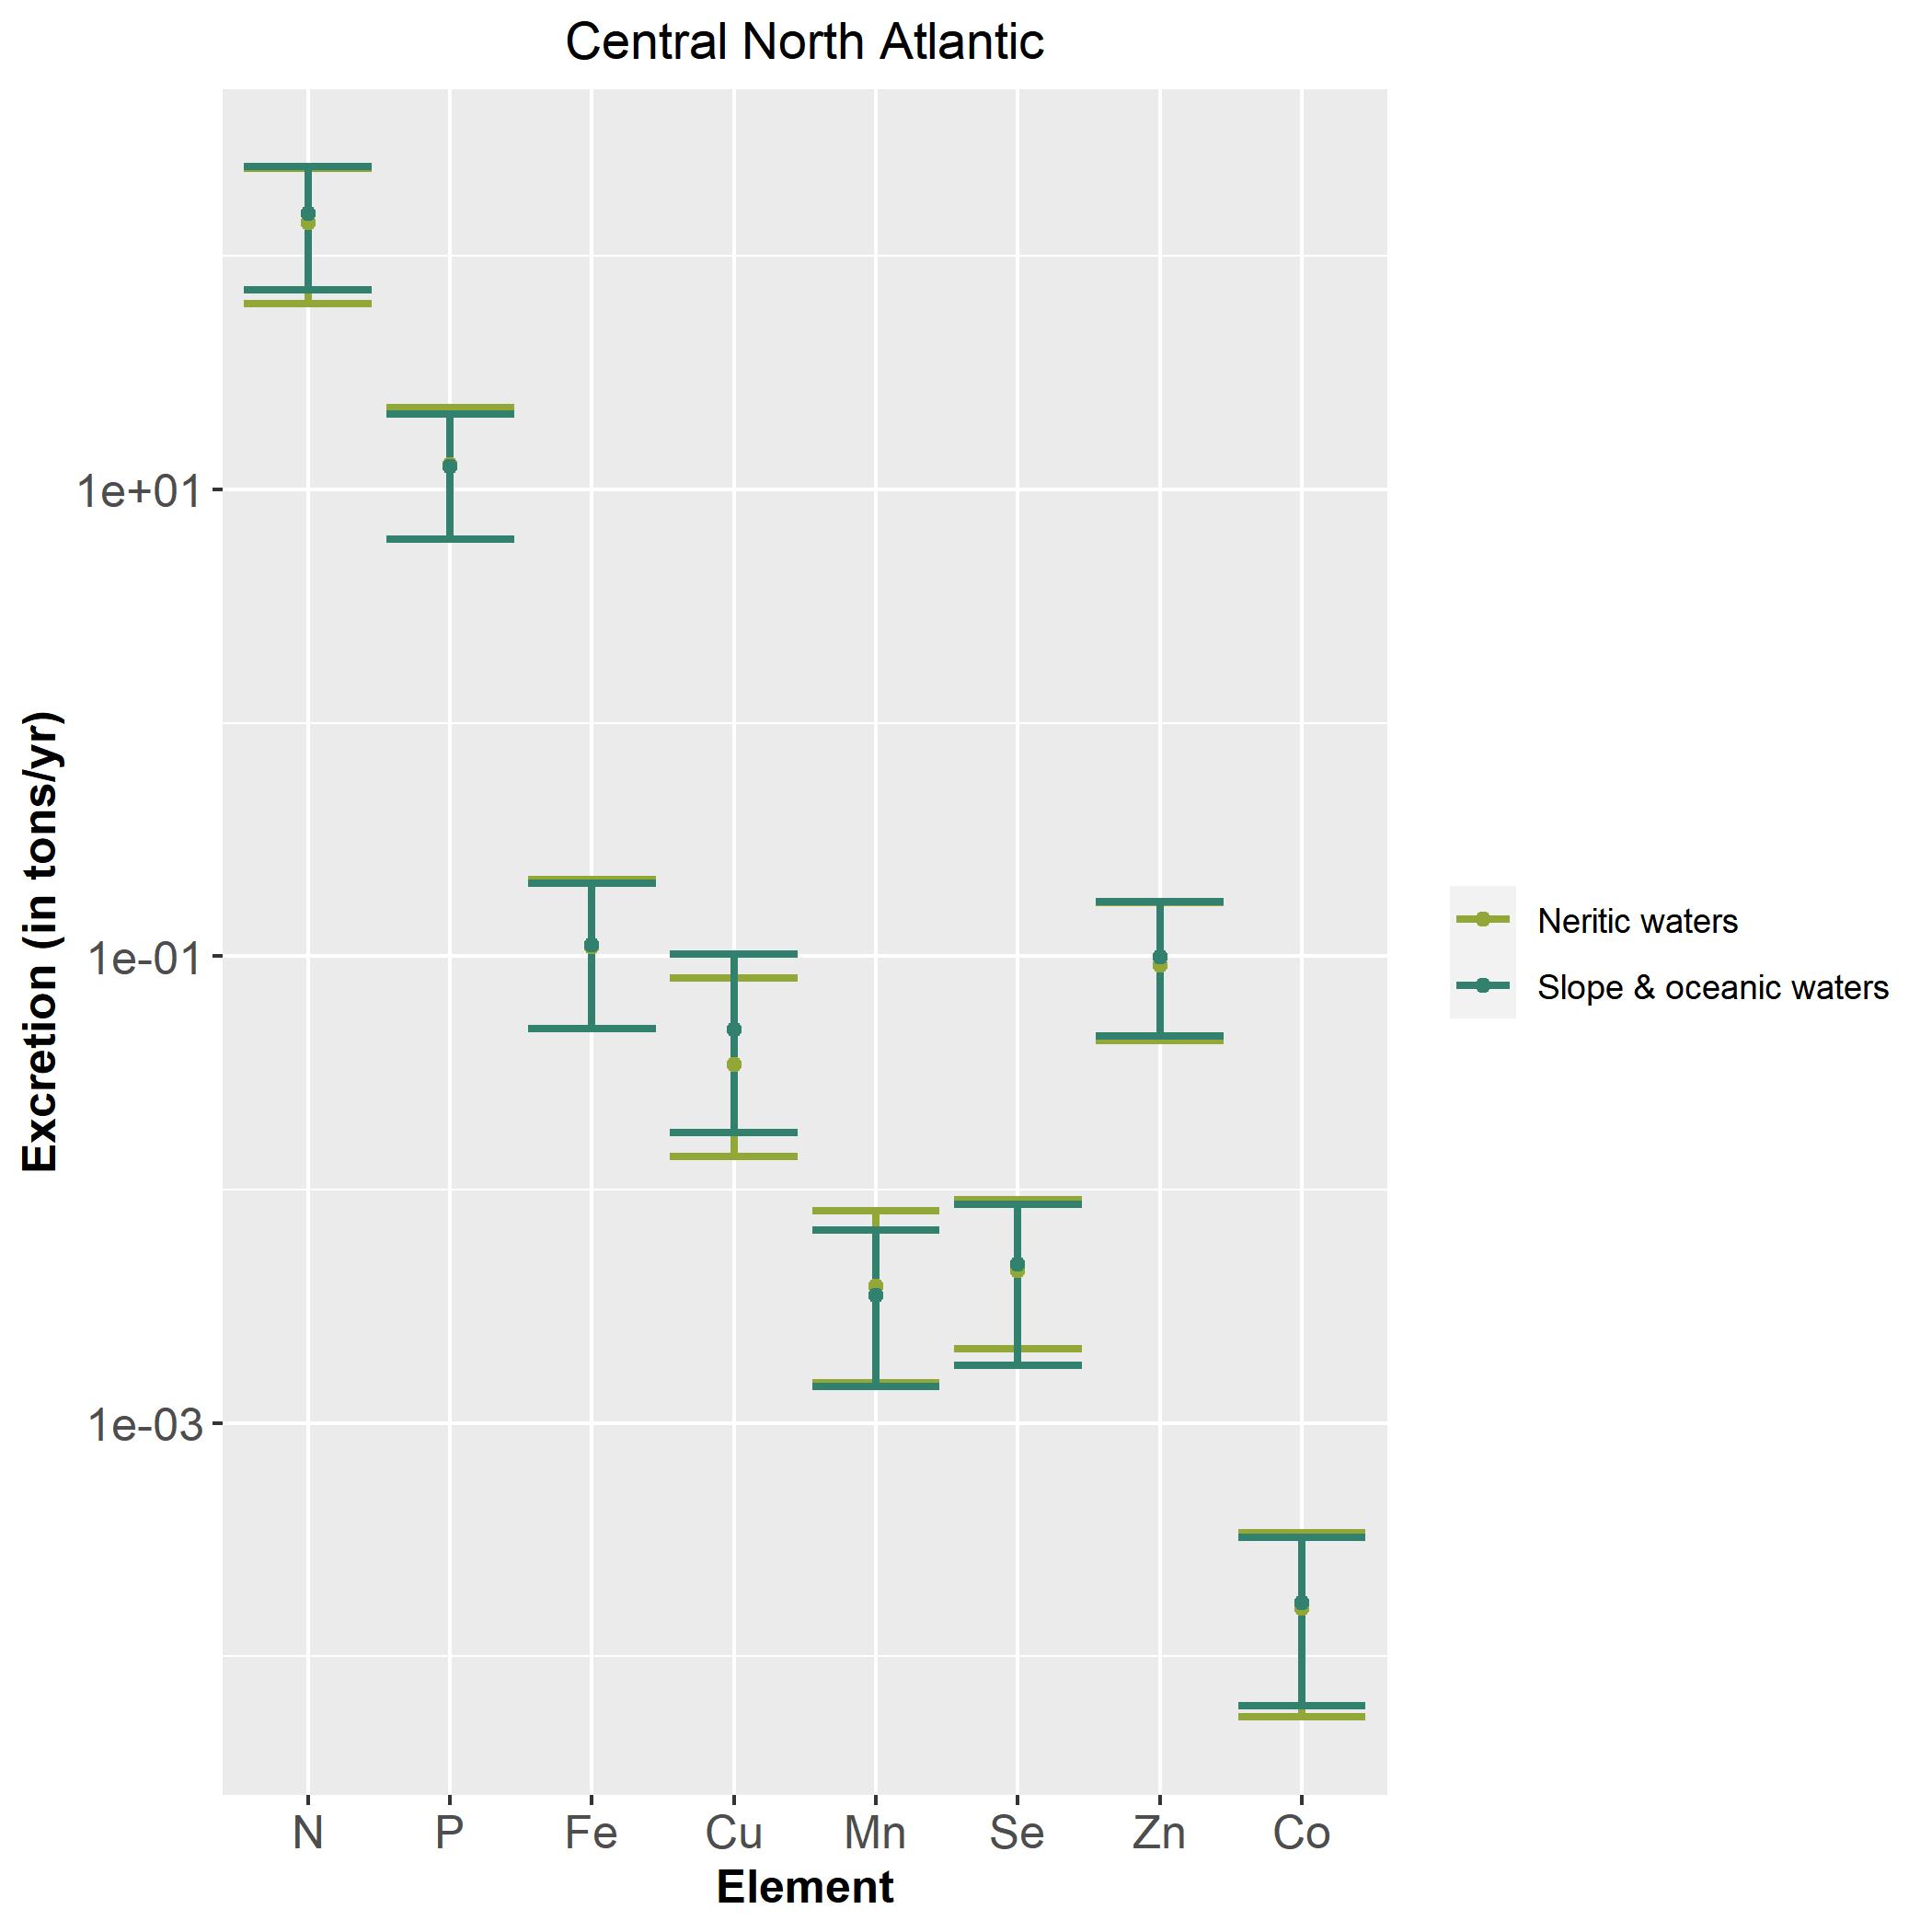 Central North Atlantic
Excretion (in tons/yr)
1e+01
1e-01
1e-03
N P Fe Cu Mn Se Zn Co
Element
Neritic waters
Slope & oceanic waters